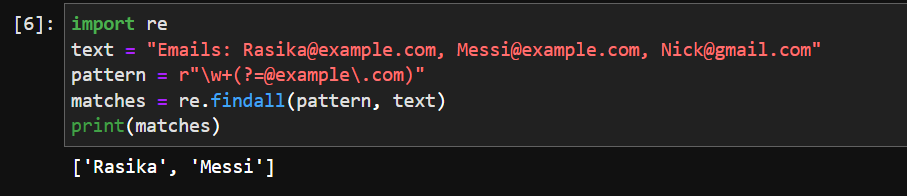 [6]: import re
text = "Emails: Rasika@example.com, Messi@example.com, Nick@gmail.com"
pattern = r"\w+(?=@example\.com)"
matches = re.findall(pattern, text)
print(matches)
['Rasika', 'Messi']